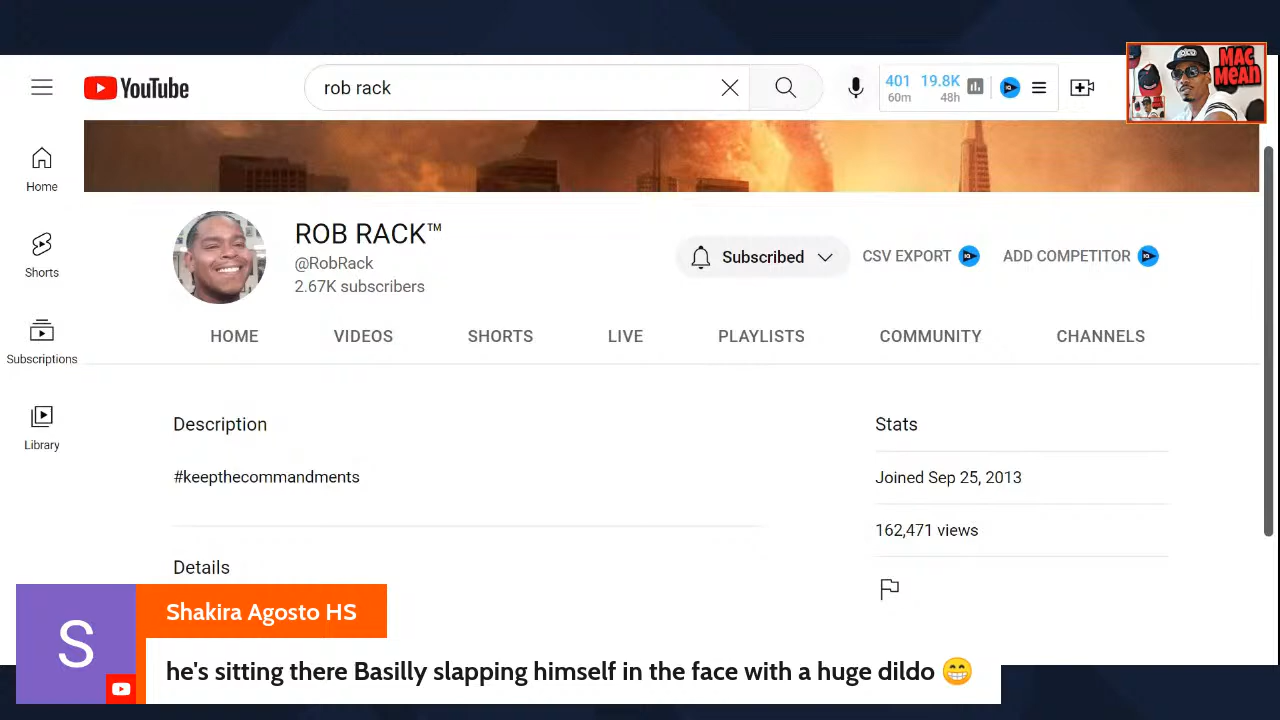 YouTube
rob rack
401 19.8K
60m 48h
MAC
MEAN
Home
Shorts
Subscriptions
Library
ROB RACK™
@RobRack
2.67K subscribers
Subscribed
CSV EXPORT
ADD COMPETITOR
HOME VIDEOS SHORTS LIVE PLAYLISTS COMMUNITY CHANNELS
Description
#keepthecommandments
Details
Stats
Joined Sep 25, 2013
162,471 views
S
Shakira Agosto HS
he's sitting there Basilly slapping himself in the face with a huge dildo 😁